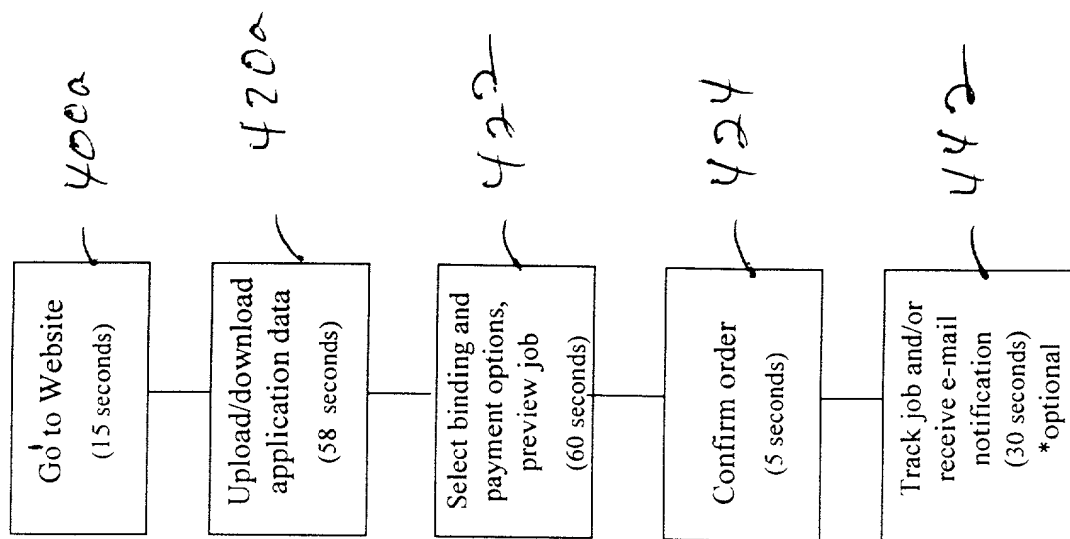 Go to Website
(15 seconds)
400a
Upload/download
application data
(58 seconds)
420a
Select binding and
payment options,
preview job
(60 seconds)
422
Confirm order
(5 seconds)
424
Track job and/or
receive e-mail
notification
(30 seconds)
*optional
442